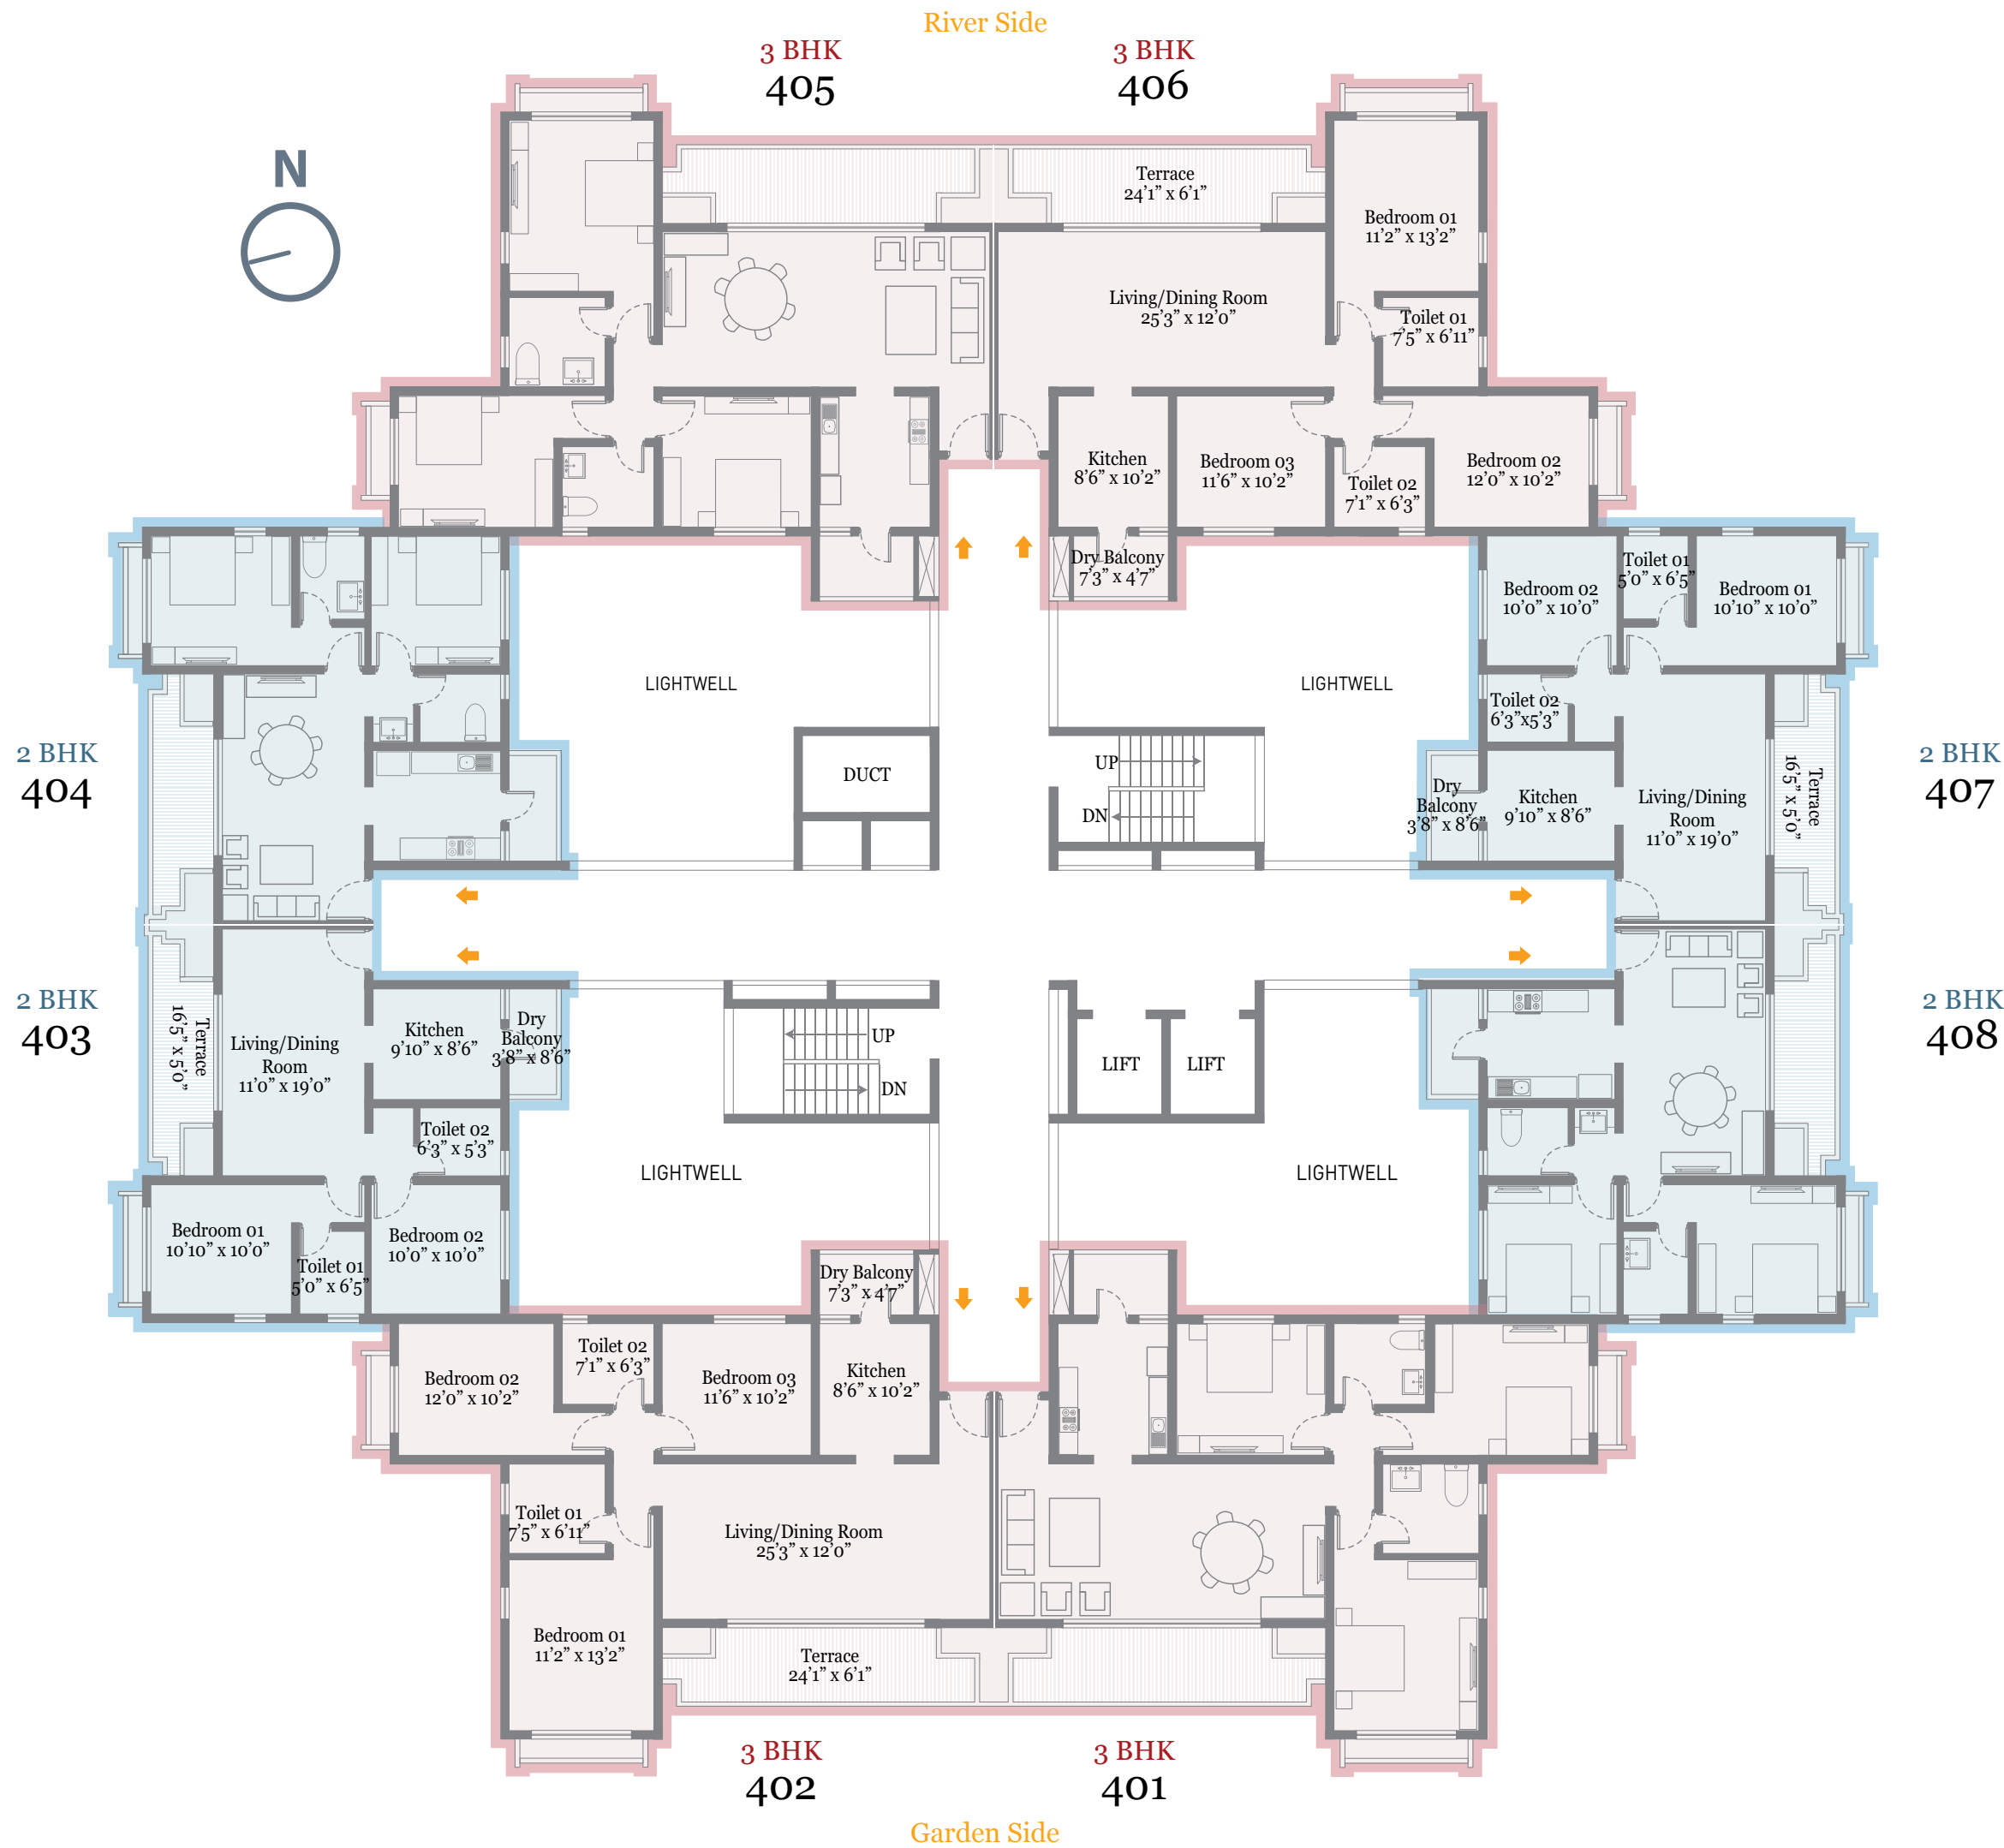 River Side
3 BHK
405
3 BHK
406
N
Terrace
24’1” x 6’1”
Bedroom 01
11’2” x 13’2”
Living/Dining Room
25’3” x 12’0”
Toilet 01
7’5” x 6’11”
Kitchen
8’6” x 10’2”
Bedroom 03
11’6” x 10’2”
Toilet 02
7’1” x 6’3”
Bedroom 02
12’0” x 10’2”
Dry Balcony
7’3” x 4’7”
Bedroom 02
10’0” x 10’0”
Toilet 01
5’0” x 6’5”
Bedroom 01
10’10” x 10’0”
LIGHTWELL
LIGHTWELL
Toilet 02
6’3”x5’3”
2 BHK
404
DUCT
UP
DN
Dry
Balcony
3’8” x 8’6”
Kitchen
9’10” x 8’6”
Living/Dining
Room
11’0” x 19’0”
Terrace
16’5” x 5’0”
2 BHK
407
2 BHK
403
Terrace
16’5” x 5’0”
Living/Dining
Room
11’0” x 19’0”
Kitchen
9’10” x 8’6”
Dry
Balcony
3’8” x 8’6”
UP
DN
LIFT
LIFT
2 BHK
408
Toilet 02
6’3” x 5’3”
LIGHTWELL
LIGHTWELL
Bedroom 01
10’10” x 10’0”
Toilet 01
5’0” x 6’5”
Bedroom 02
10’0” x 10’0”
Dry Balcony
7’3” x 4’7”
Bedroom 02
12’0” x 10’2”
Toilet 02
7’1” x 6’3”
Bedroom 03
11’6” x 10’2”
Kitchen
8’6” x 10’2”
Toilet 01
7’5” x 6’11”
Living/Dining Room
25’3” x 12’0”
Bedroom 01
11’2” x 13’2”
Terrace
24’1” x 6’1”
3 BHK
402
3 BHK
401
Garden Side